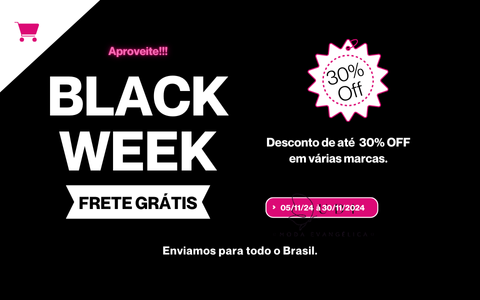 Aproveite!!!
BLACK
WEEK
FRETE GRÁTIS
30%
Off
Desconto de até 30% OFF
em várias marcas.
05/11/24 à 30/11/2024
Enviamos para todo o Brasil.